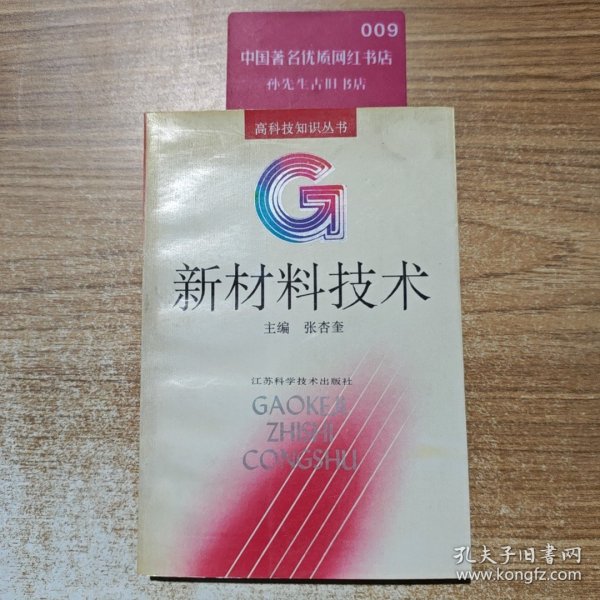 009
中国著名优质网红书店
孙先生古旧书店
高科技知识丛书
G
新材料技术
主编 张杏奎
江苏科学技术出版社
GAOKEJI
ZHISHI
CONGSHU
孔夫子旧书网
www.kongfz.com